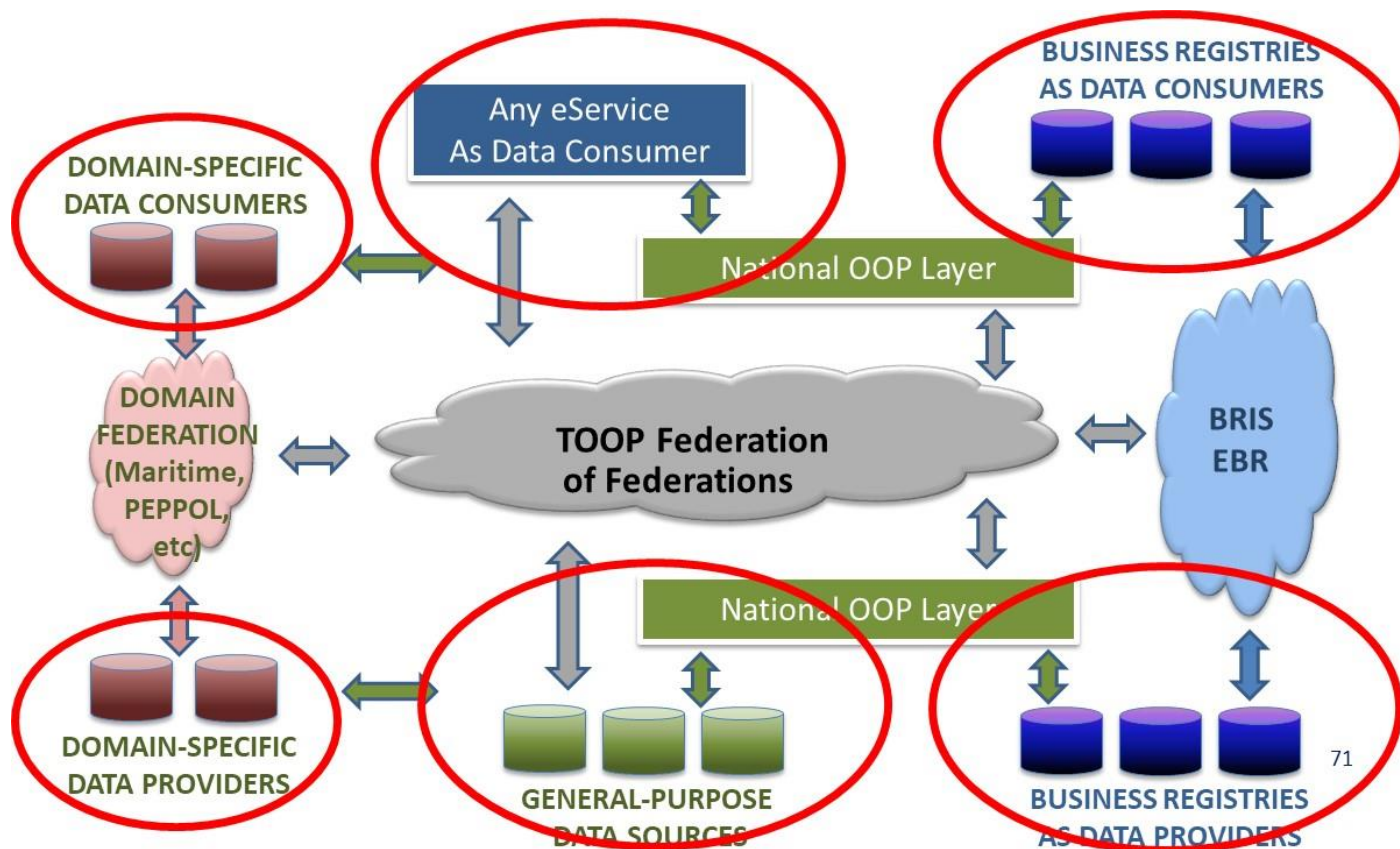 BUSINESS REGISTRIES
AS DATA CONSUMERS
Any eService
As Data Consumer
DOMAIN-SPECIFIC
DATA CONSUMERS
National OOP Layer
DOMAIN
FEDERATION
(Maritime,
PEPPOL,
etc)
TOOP Federation
of Federations
BRIS
EBR
National OOP Layer
DOMAIN-SPECIFIC
DATA PROVIDERS
GENERAL-PURPOSE
DATA SOURCES
BUSINESS REGISTRIES
AS DATA PROVIDERS
71